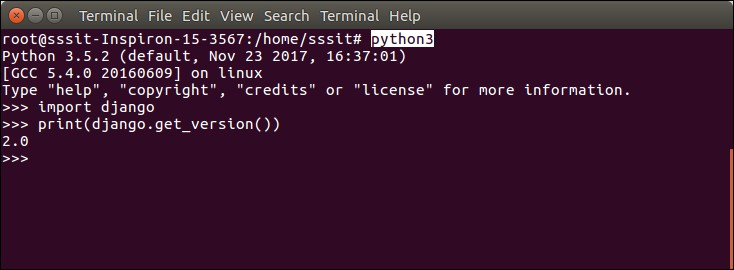 Terminal File Edit View Search Terminal Help
root@sssit-Inspiron-15-3567:/home/sssit# python3
Python 3.5.2 (default, Nov 23 2017, 16:37:01)
[GCC 5.4.0 20160609] on linux
Type "help", "copyright", "credits" or "license" for more information.
>>> import django
>>> print(django.get_version())
2.0
>>>